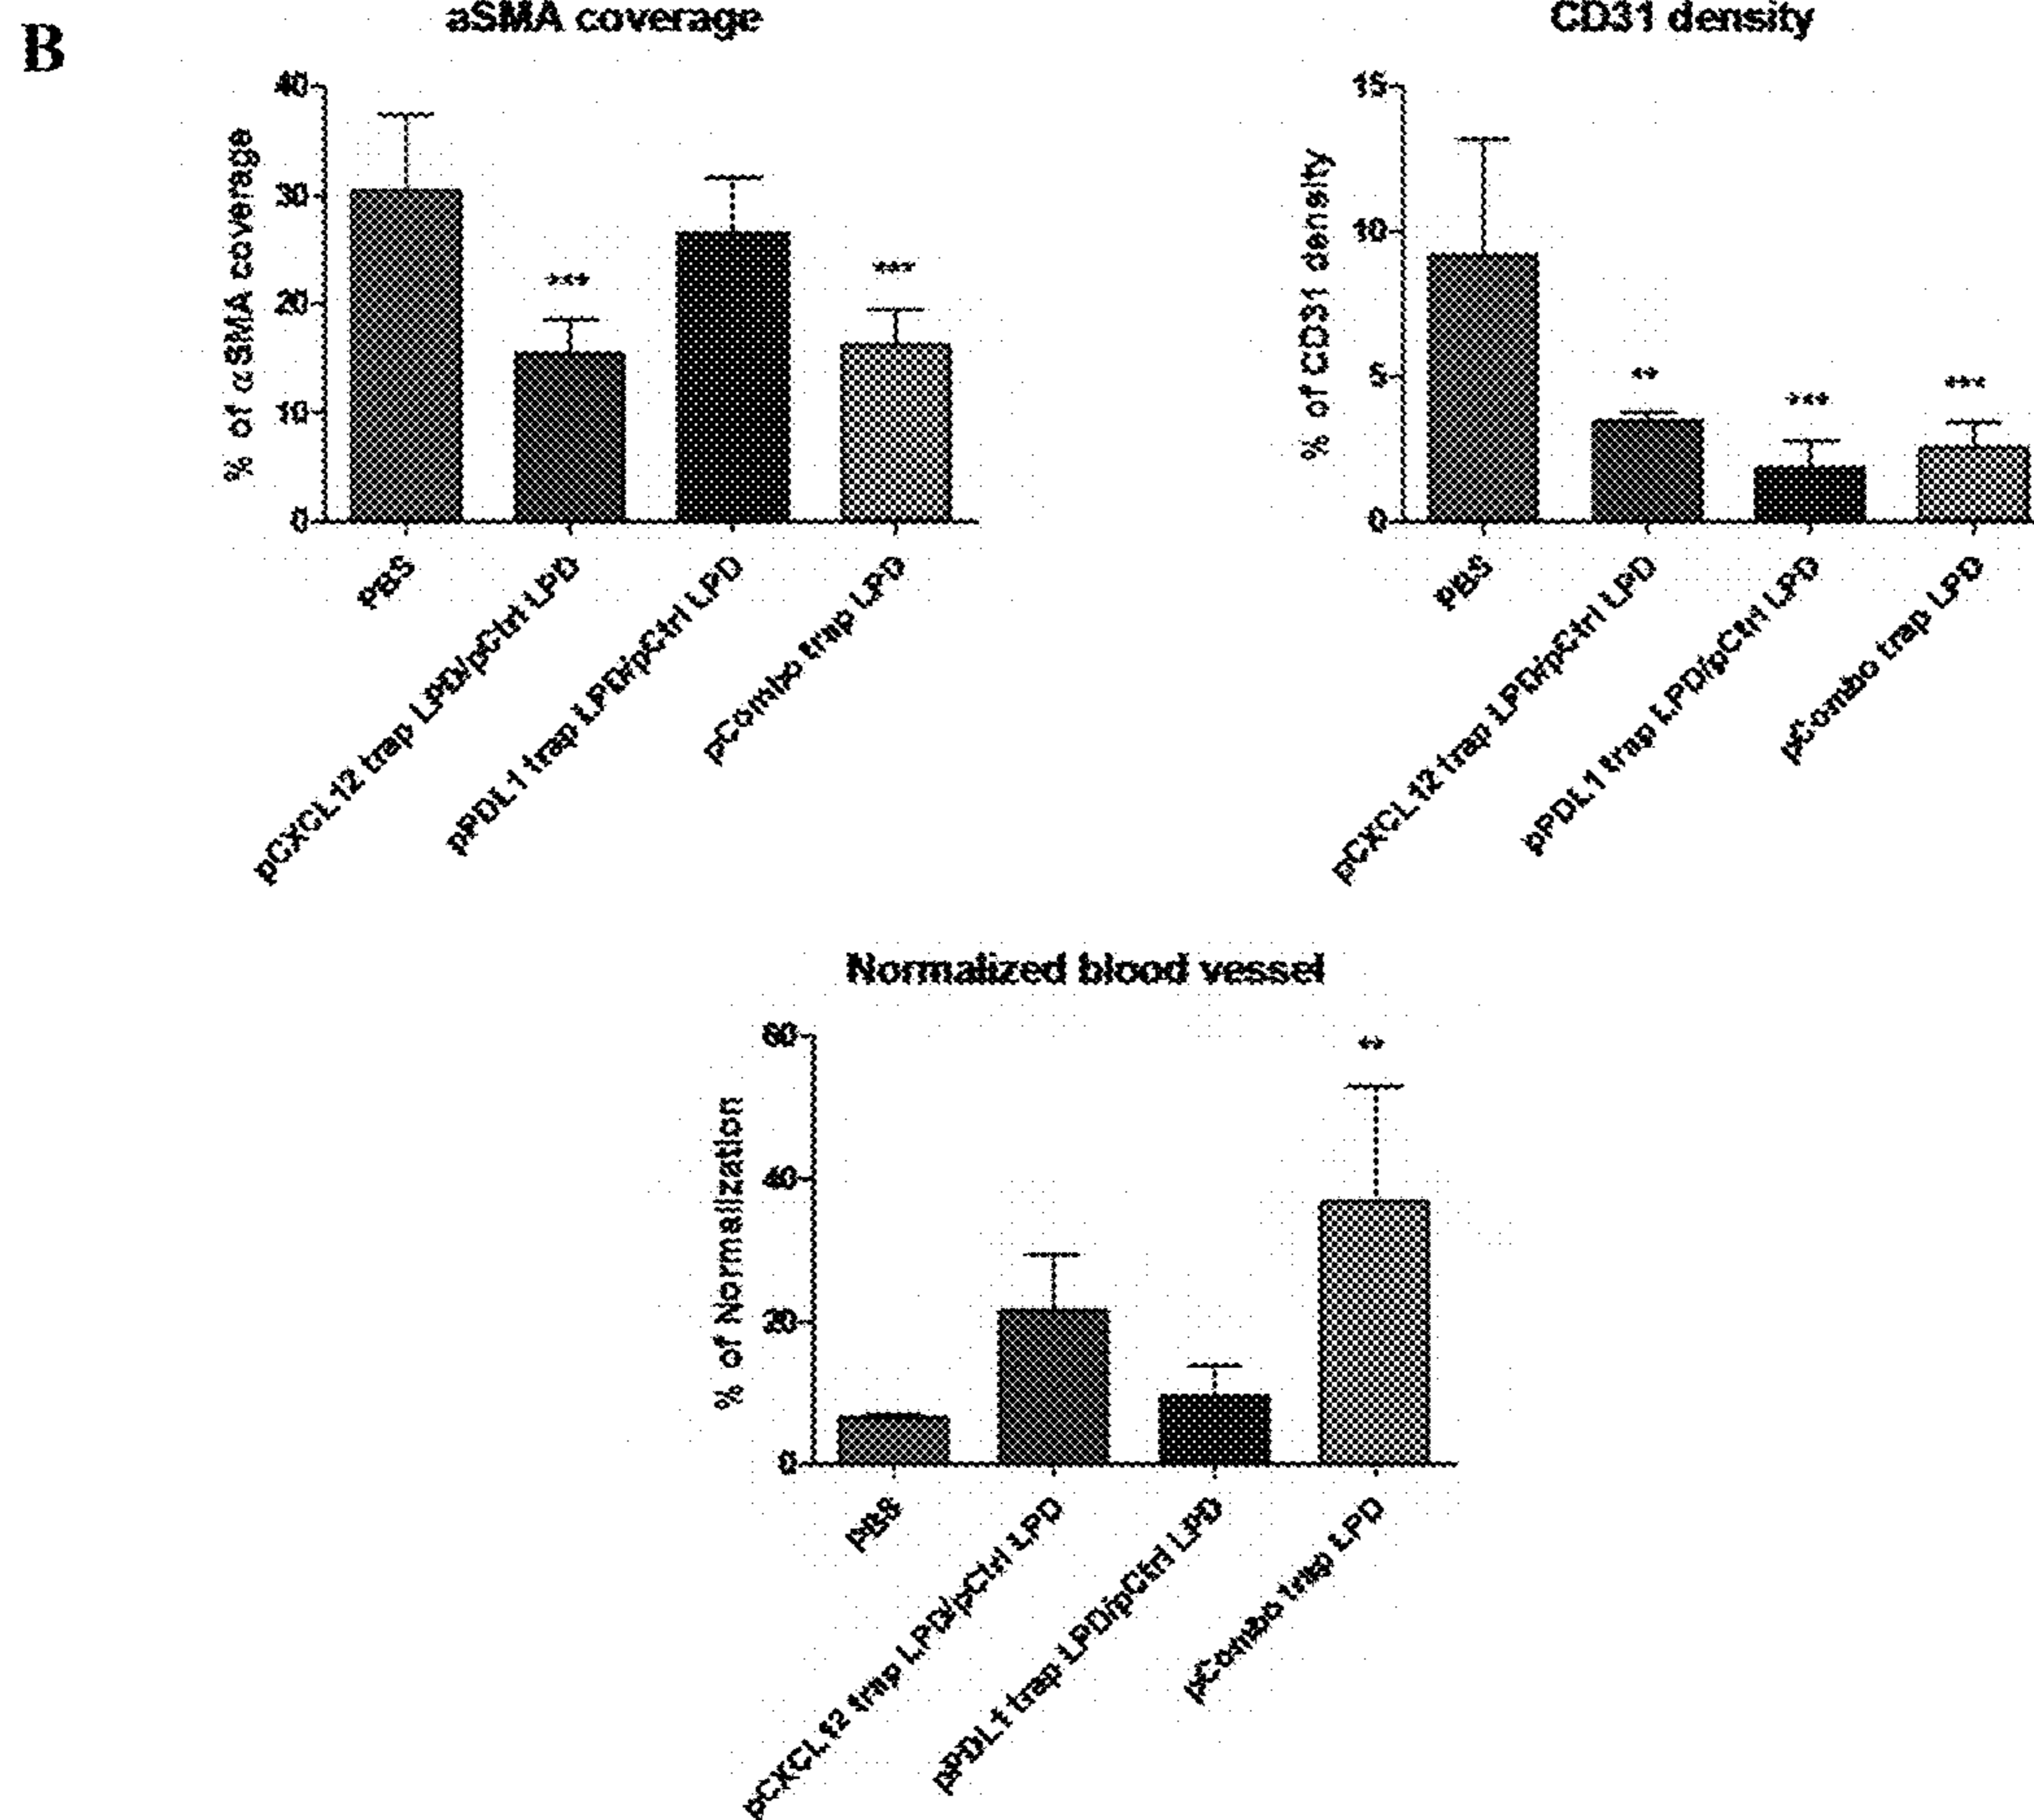 B
aSMA coverage
% of αSMA coverage
40
30
20
10
0
***
***
PBS
pCXCL12 trap LPD/pCtrl LPD
pPDL1 trap LPD/pCtrl LPD
pCombo trap LPD
CD31 density
% of CD31 density
15
10
5
0
**
***
***
PBS
pCXCL12 trap LPD/pCtrl LPD
pPDL1 trap LPD/pCtrl LPD
pCombo trap LPD
Normalized blood vessel
% of Normalization
60
40
20
0
**
PBS
pCXCL12 trap LPD/pCtrl LPD
pPDL1 trap LPD/pCtrl LPD
pCombo trap LPD